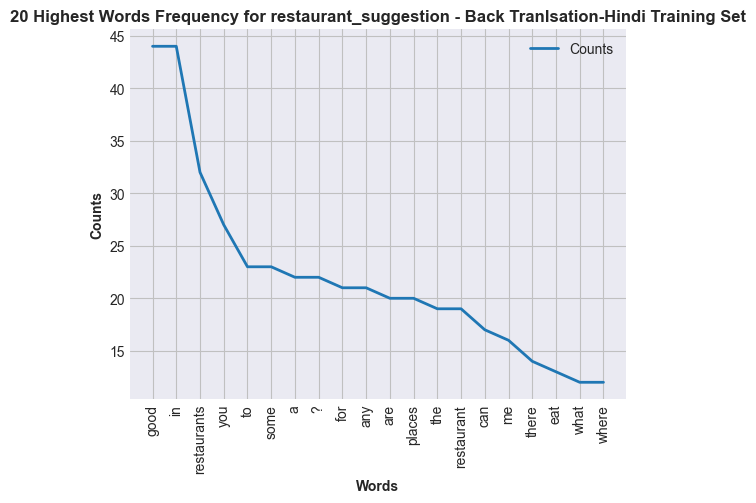 20 Highest Words Frequency for restaurant_suggestion - Back Tranlsation-Hindi Training Set
Counts
45
40
35
30
25
20
15
Counts
good
in
restaurants
you
to
some
a
?
for
any
are
places
the
restaurant
can
me
there
eat
what
where
Words